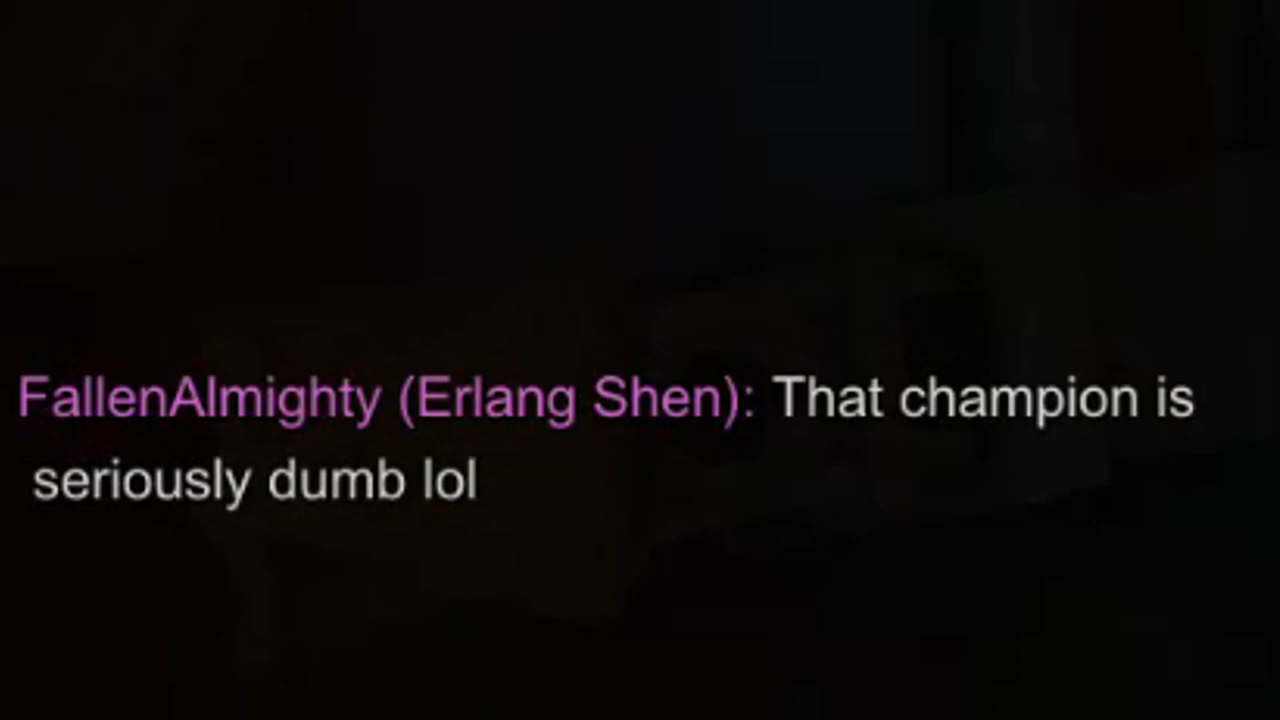 FallenAlmighty (Erlang Shen): That champion is
seriously dumb lol